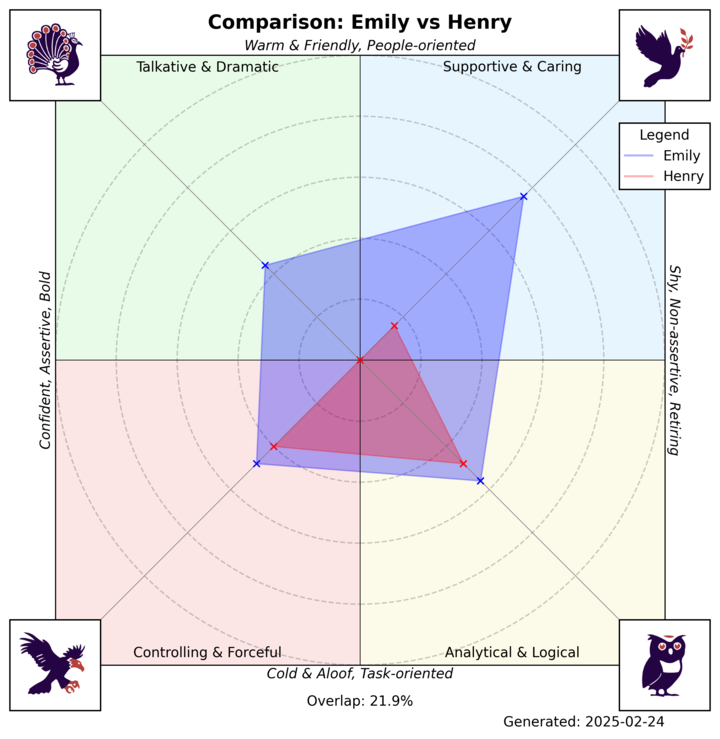 Comparison: Emily vs Henry
Warm & Friendly, People-oriented
Talkative & Dramatic
Supportive & Caring
Legend
Emily
Henry
Confident, Assertive, Bold
Shy, Non-assertive, Retiring
Controlling & Forceful
Analytical & Logical
Cold & Aloof, Task-oriented
Overlap: 21.9%
Generated: 2025-02-24